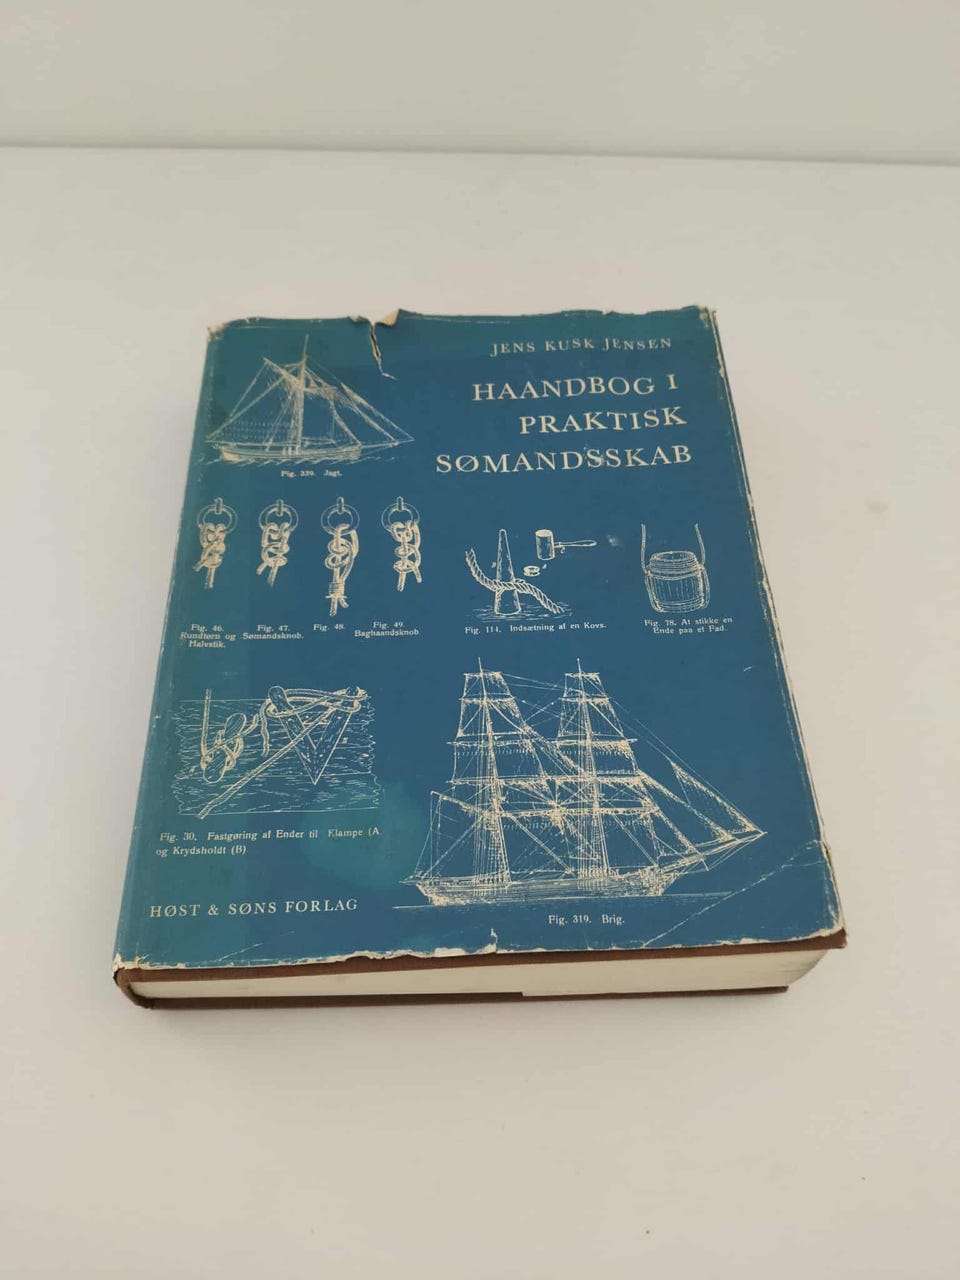 JENS KUSK JENSEN
HAANDBOG I
PRAKTISK
SØMANDSSKAB
Fig. 339. Jagt.
Fig. 46.
Rundtørn og
Halvstik.
Fig. 47.
Sømandsknob.
Fig. 48.
Fig. 49.
Baghaandsknob
Fig. 114. Indsætning af en Kovs.
Fig. 78. At stikke en
Ende paa et Fad.
Fig. 30. Fastgøring af Ender til Klampe (A
og Krydsholdt (B)
HØST & SØNS FORLAG
Fig. 319. Brig.